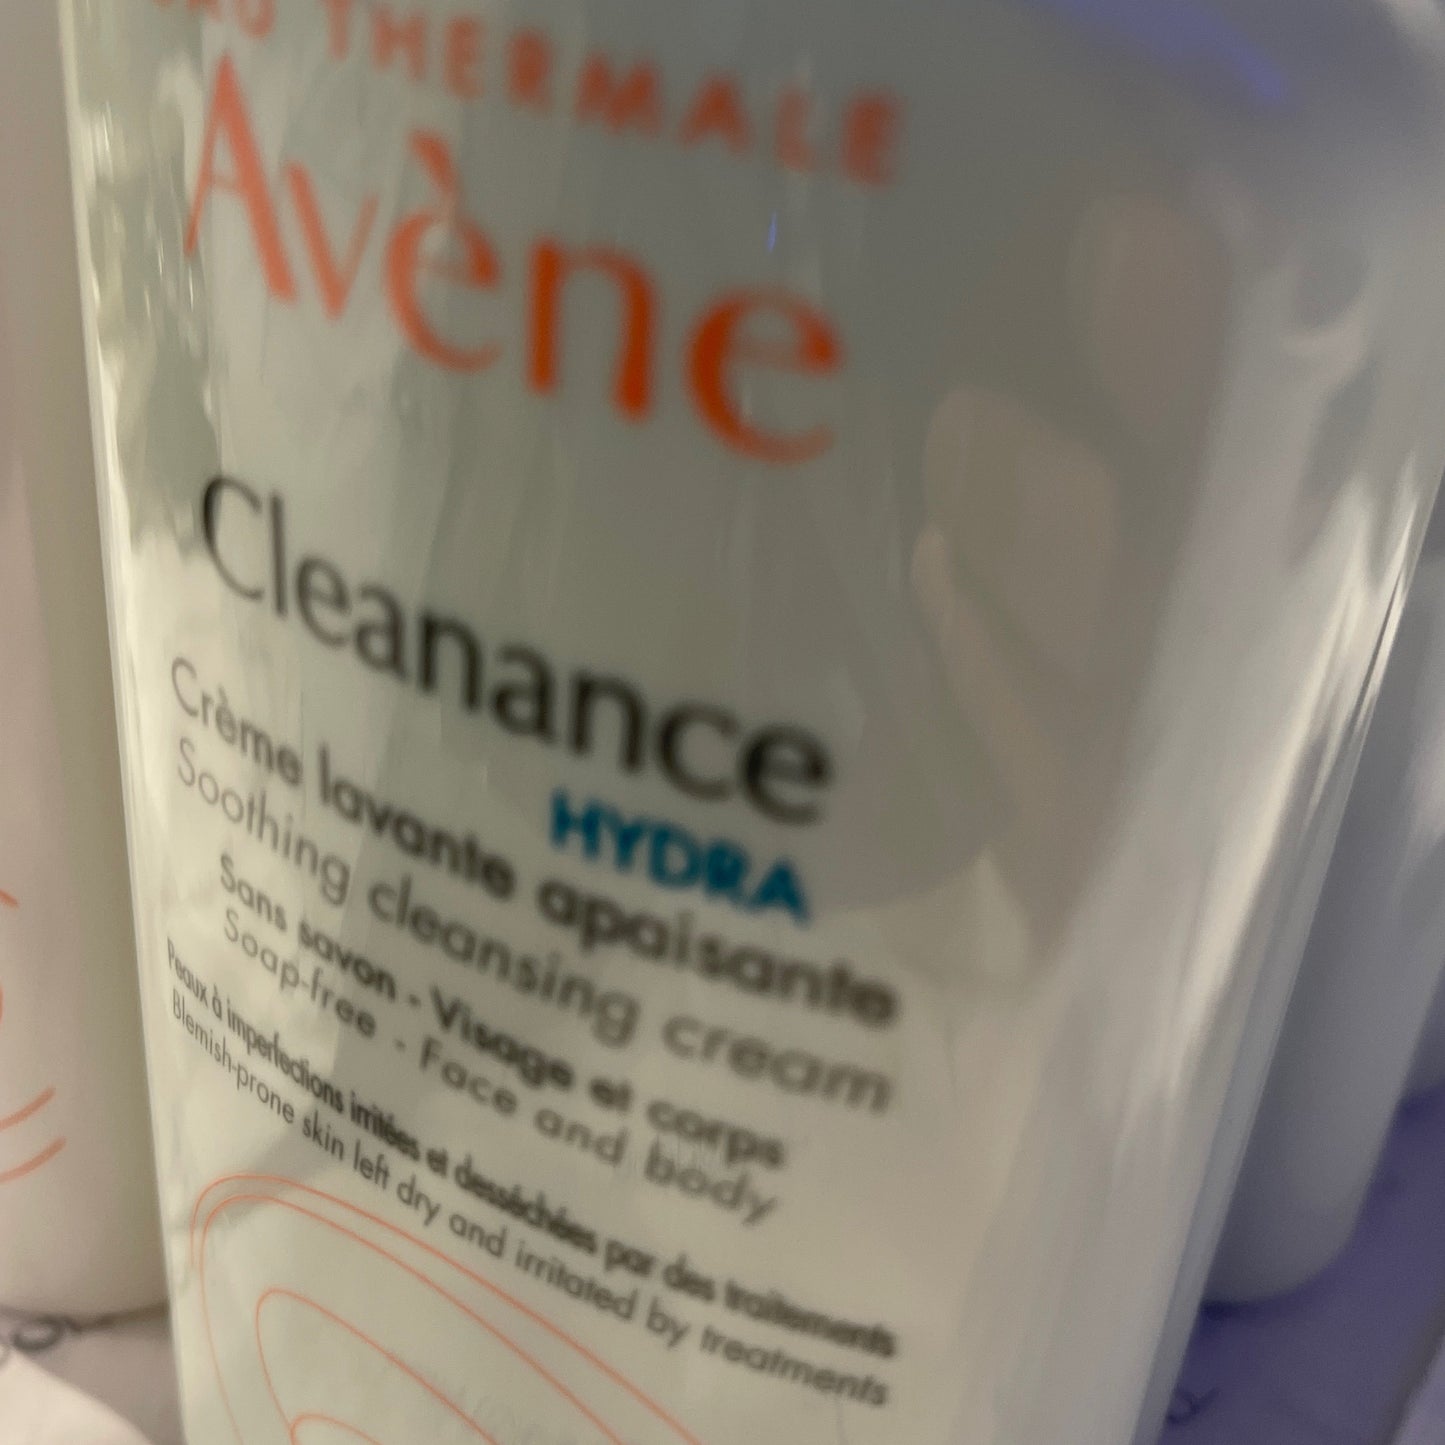 THERMALE
Avène
Cleanance
HYDRA
Crème lavante apaisante
Soothing cleansing cream
Sans savon - Visage et corps
Soap-free - Face and body
Peaux à imperfections irritées et desséchées par des traitements
Blemish-prone skin left dry and irritated by treatments